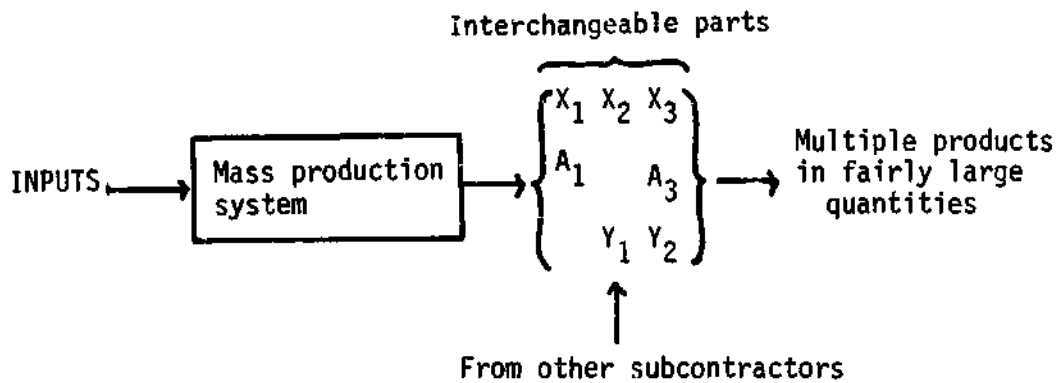 Interchangeable parts
X1 X2 X3
INPUTS
Mass production
system
A1 A3
Multiple products
in fairly large
quantities
Y1 Y2
From other subcontractors